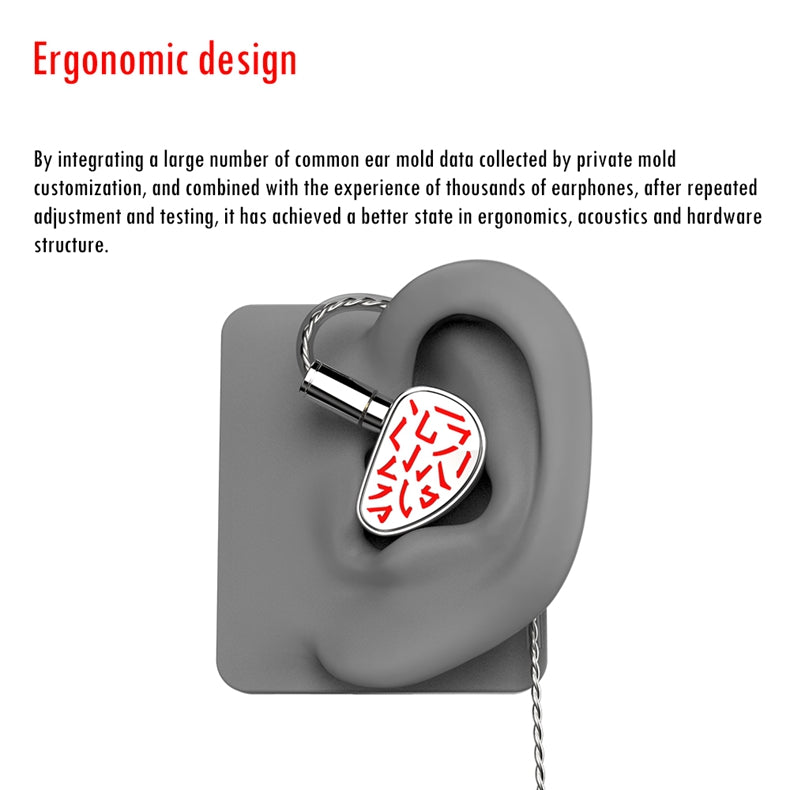 Ergonomic design
By integrating a large number of common ear mold data collected by private mold
customization, and combined with the experience of thousands of earphones, after repeated
adjustment and testing, it has achieved a better state in ergonomics, acoustics and hardware
structure.